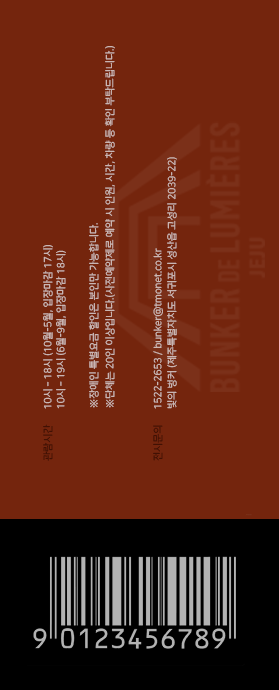 관람시간
10시 – 18시 (10월-5월, 입장마감 17시)
10시 – 19시 (6월-9월, 입장마감 18시)
※장애인 특별요금 할인은 본인만 가능합니다.
※단체는 20인 이상입니다.(사전예약제로 예약 시 인원, 시간, 차량 등 확인 부탁드립니다.)
전시문의
1522-2653 / bunker@tmonet.co.kr
빛의 벙커 (제주특별자치도 서귀포시 성산읍 고성리 2039-22)
BUNKER DE LUMIÈRES
JEJU
9 0123456789